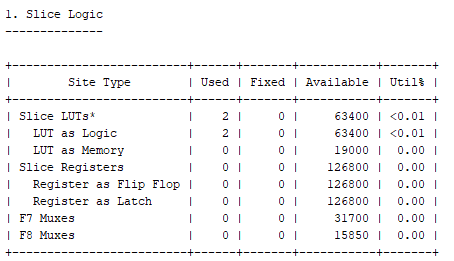 1. Slice Logic
--------------
+----------------------------+------+-------+-----------+-------+
|          Site Type         | Used | Fixed | Available | Util% |
+----------------------------+------+-------+-----------+-------+
| Slice LUTs*                |    2 |     0 |     63400 | <0.01 |
|   LUT as Logic             |    2 |     0 |     63400 | <0.01 |
|   LUT as Memory            |    0 |     0 |     19000 |  0.00 |
| Slice Registers            |    0 |     0 |    126800 |  0.00 |
|   Register as Flip Flop    |    0 |     0 |    126800 |  0.00 |
|   Register as Latch        |    0 |     0 |    126800 |  0.00 |
| F7 Muxes                   |    0 |     0 |     31700 |  0.00 |
| F8 Muxes                   |    0 |     0 |     15850 |  0.00 |
+----------------------------+------+-------+-----------+-------+